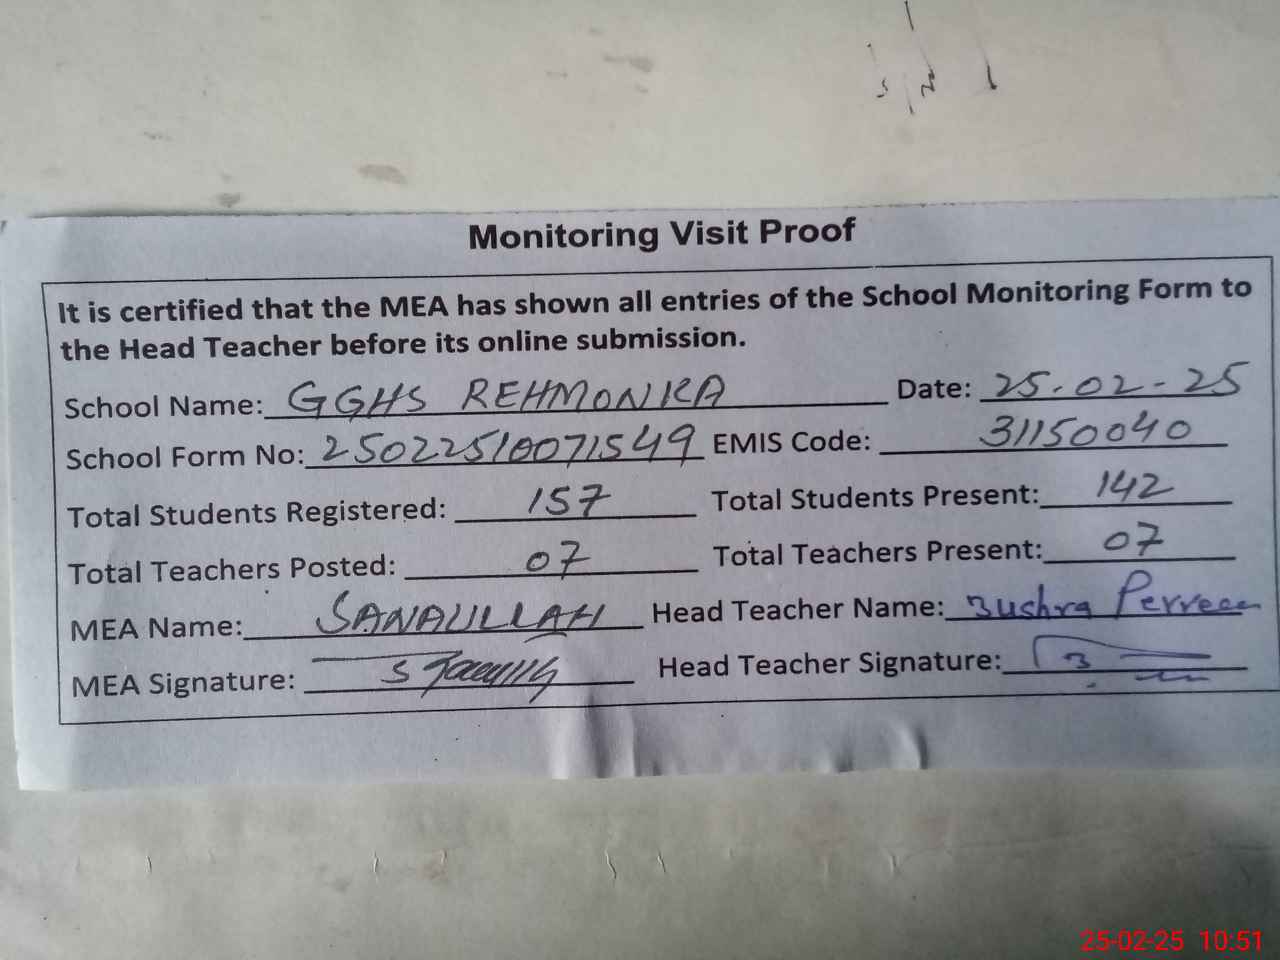 Monitoring Visit Proof
It is certified that the MEA has shown all entries of the School Monitoring Form to
the Head Teacher before its online submission.
School Name: GGHS REHMONKA Date: 25-02-25
School Form No: 25022510071549 EMIS Code: 31150040
Total Students Registered: 157 Total Students Present: 142
Total Teachers Posted: 07 Total Teachers Present: 07
MEA Name: SANAULLAH Head Teacher Name: Bushra Perveen
MEA Signature: Head Teacher Signature:
25-02-25 10:51